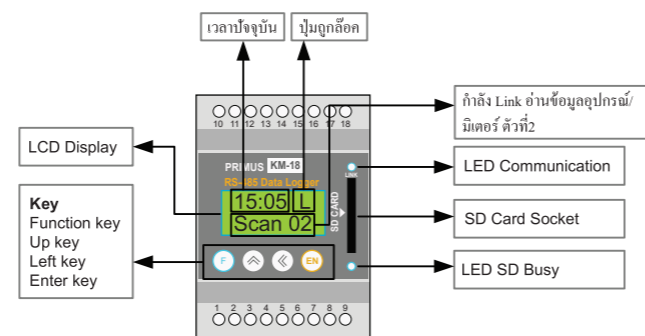 เวลาปัจจุบัน
ปุ่มถูกล๊อค
กำลัง Link อ่านข้อมูลอุปกรณ์/
มิเตอร์ ตัวที่2
10 11 12 13 14 15 16 17 18
LCD Display
PRIMUS KM-18
RS-485 Data Logger
LINK
LED Communication
15:05 L
Scan 02
SD CARD
SD Card Socket
Key
Function key
Up key
Left key
Enter key
F
EN
LED SD Busy
1 2 3 4 5 6 7 8 9